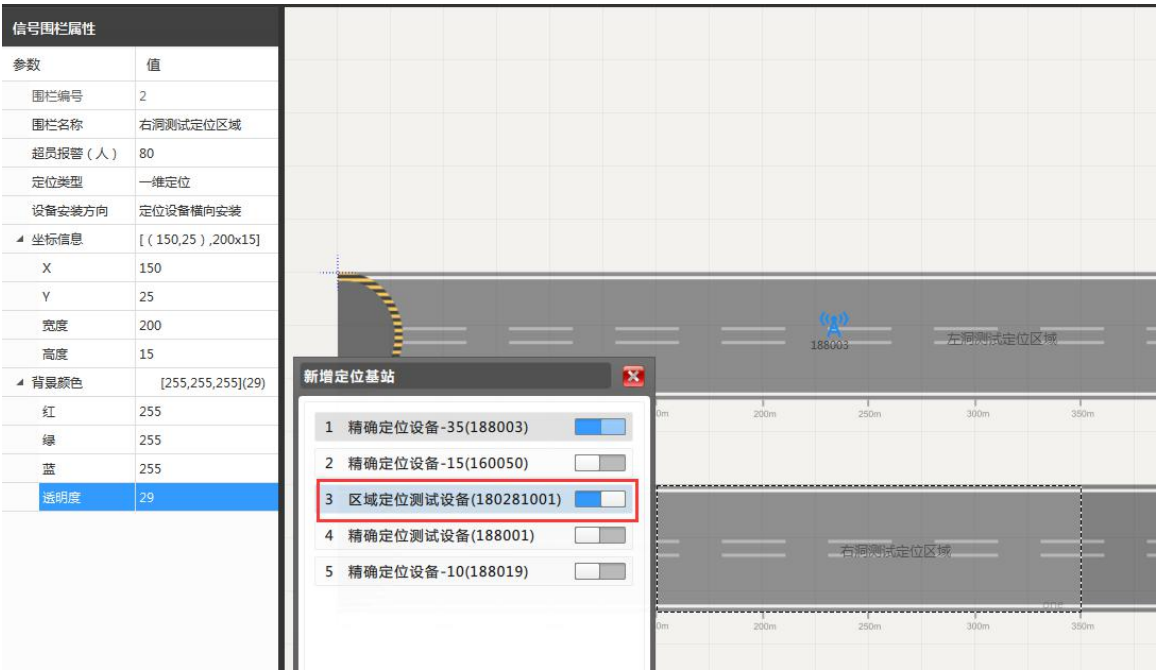 信号围栏属性
参数 值
围栏编号 2
围栏名称 右洞测试定位区域
超员报警（人） 80
定位类型 一维定位
设备安装方向 定位设备横向安装
坐标信息 [（150,25）,200x15]
X 150
Y 25
宽度 200
高度 15
背景颜色 [255,255,255](29)
红 255
绿 255
蓝 255
透明度 29
188003
左洞测试定位区域
0m 200m 250m 300m 350m
新增定位基站
1 精确定位设备-35(188003)
2 精确定位设备-15(160050)
3 区域定位测试设备(180281001)
4 精确定位测试设备(188001)
5 精确定位设备-10(188019)
右洞测试定位区域
one
0m 200m 250m 300m 350m